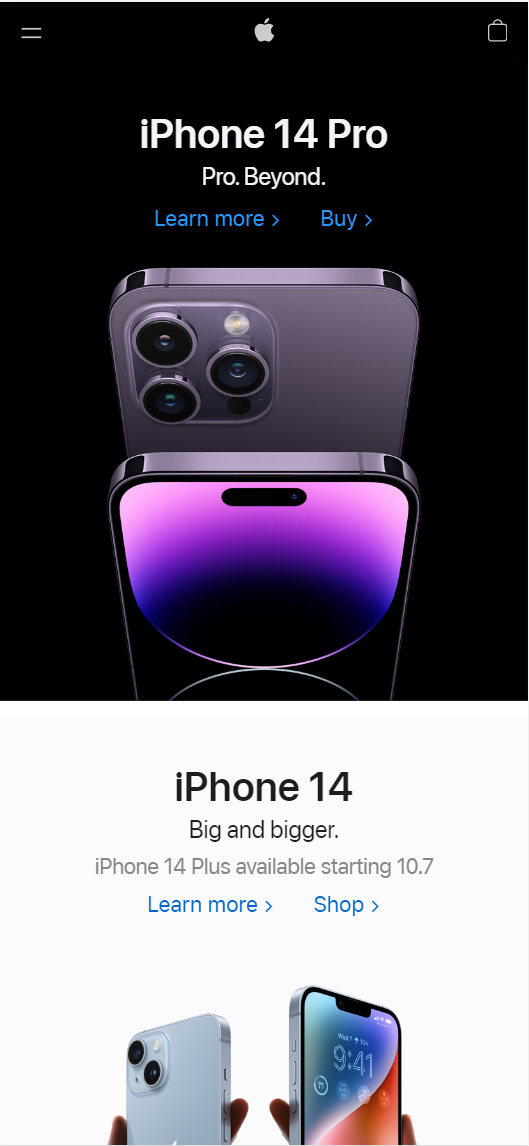 iPhone 14 Pro
Pro. Beyond.
Learn more > Buy >
iPhone 14
Big and bigger.
iPhone 14 Plus available starting 10.7
Learn more > Shop >
Wed 7 10%
9:41